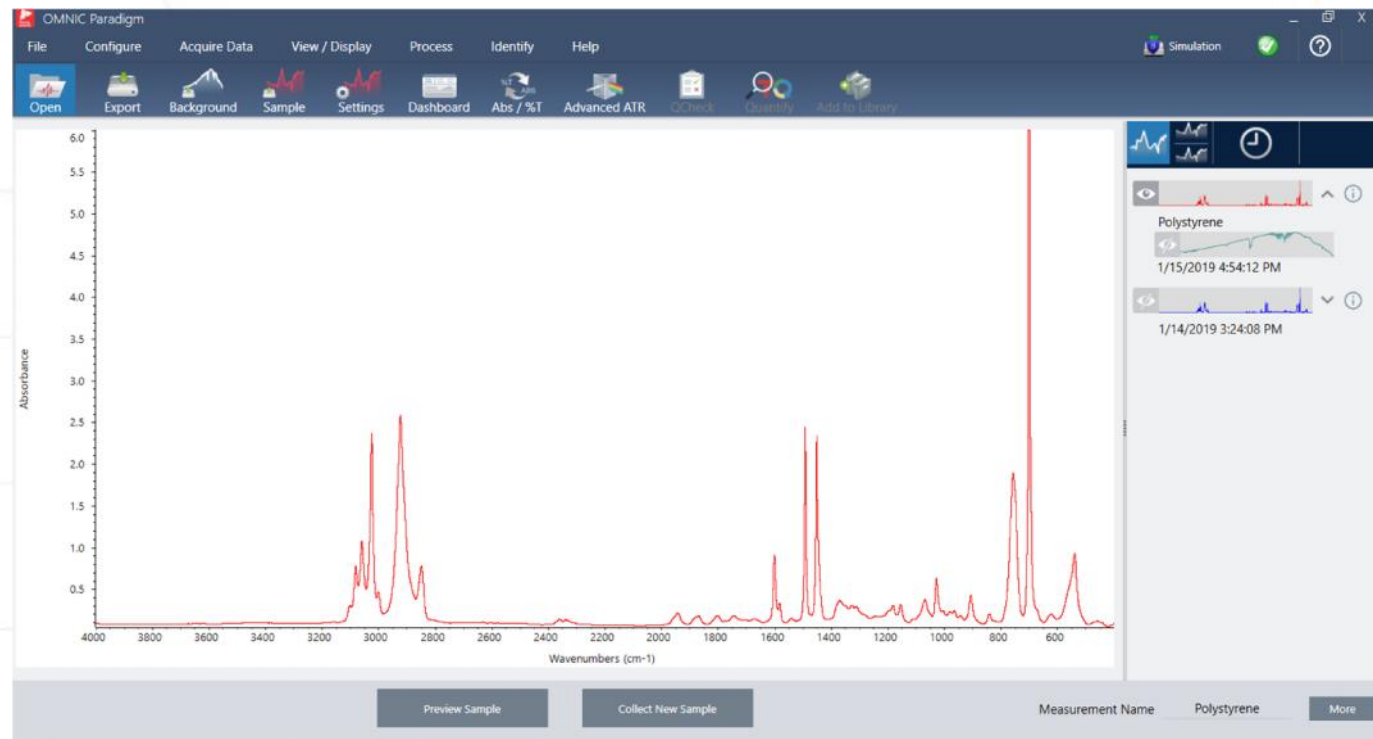 OMNIC Paradigm
File Configure Acquire Data View / Display Process Identify Help Simulation
Open Export Background Sample Settings Dashboard Abs / %T Advanced ATR QCheck Quantify Add to Library
6.0
5.5
5.0
4.5
4.0
3.5
3.0
2.5
2.0
1.5
1.0
0.5
Absorbance
4000 3800 3600 3400 3200 3000 2800 2600 2400 2200 2000 1800 1600 1400 1200 1000 800 600
Wavenumbers (cm-1)
Polystyrene
1/15/2019 4:54:12 PM
1/14/2019 3:24:08 PM
Preview Sample Collect New Sample Measurement Name Polystyrene More